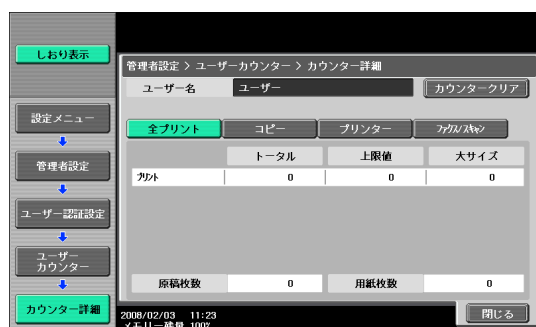 しおり表示
管理者設定 > ユーザーカウンター > カウンター詳細
ユーザー名 ユーザー カウンタークリア
設定メニュー
全プリント コピー プリンター ファクス/スキャン
トータル 上限値 大サイズ
管理者設定
プリント 0 0 0
ユーザー認証設定
ユーザー
カウンター
原稿枚数 0 用紙枚数 0
カウンター詳細
2008/02/03 11:23
閉じる
メモリー残量 100%